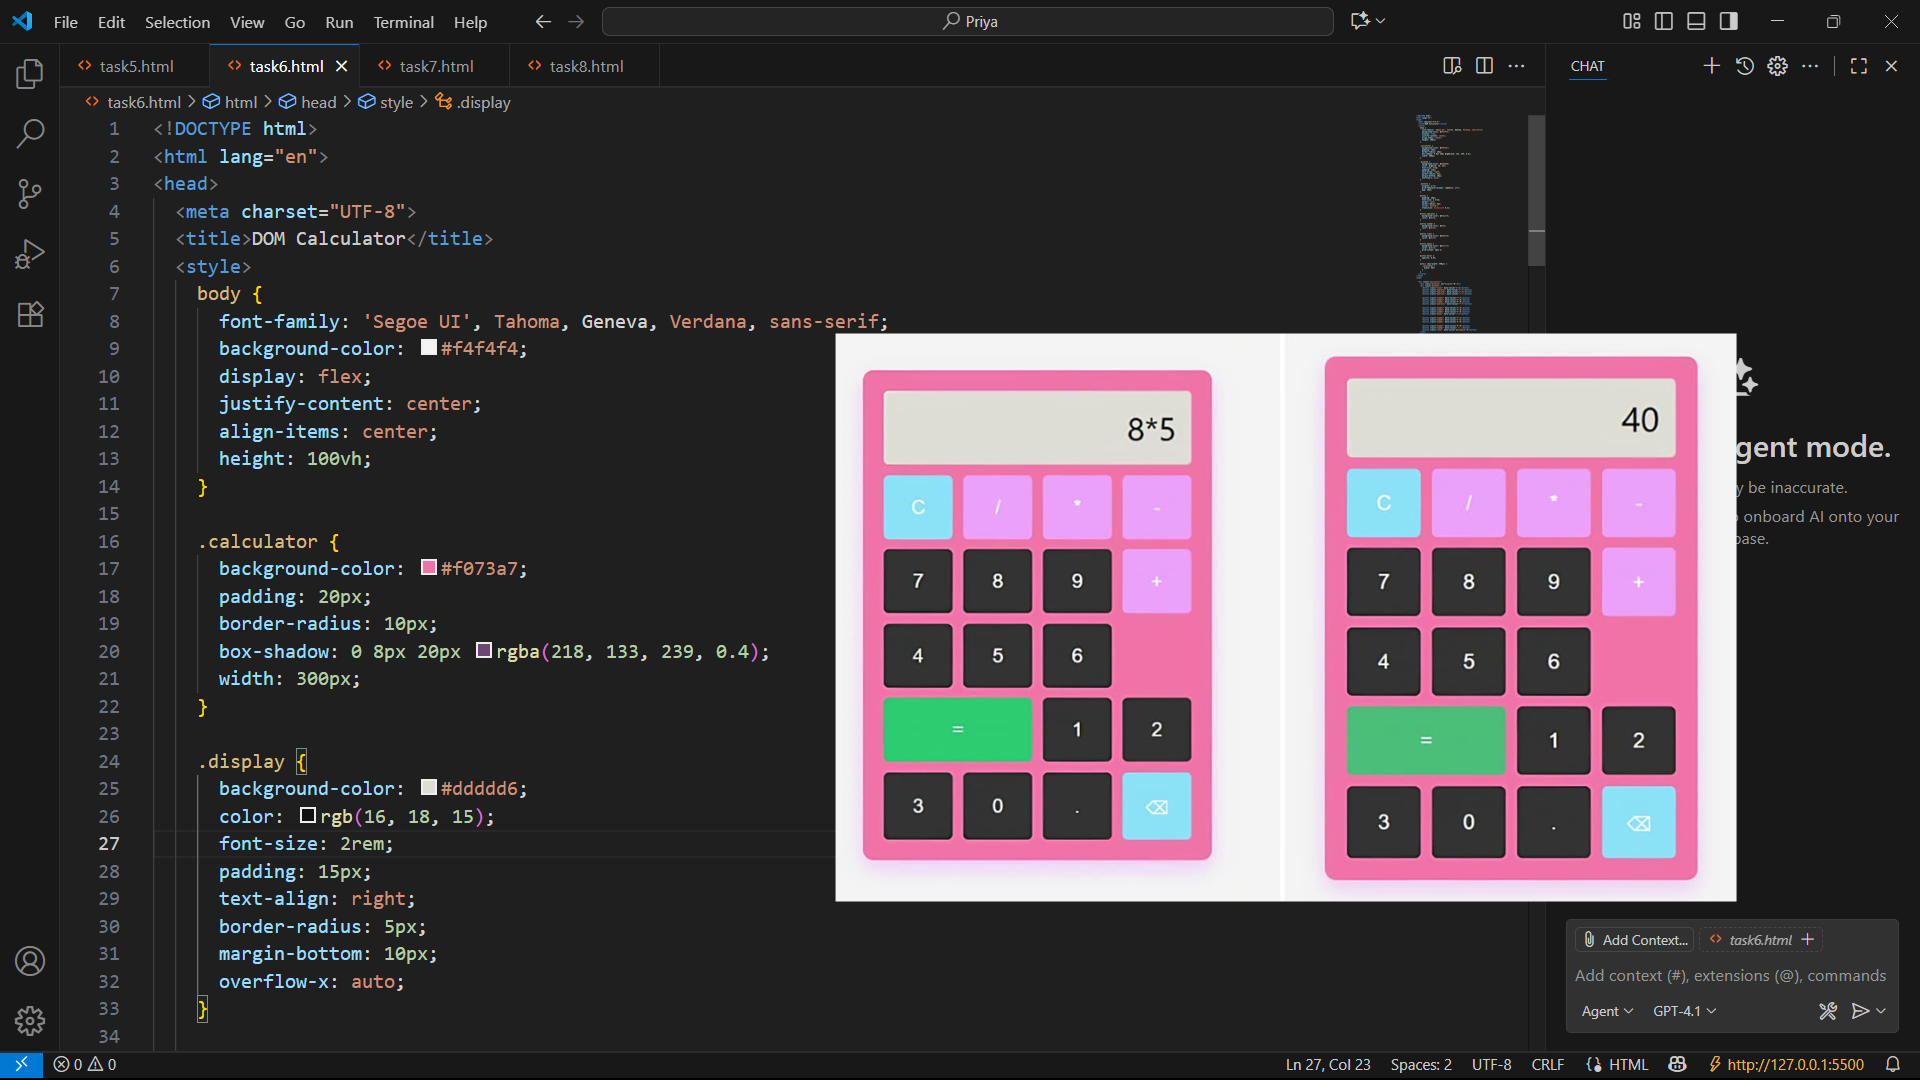 File Edit Selection View Go Run Terminal Help
Priya
task5.html task6.html task7.html task8.html
CHAT
task6.html > html > head > style > .display
1 <!DOCTYPE html>
2 <html lang="en">
3 <head>
4 <meta charset="UTF-8">
5 <title>DOM Calculator</title>
6 <style>
7 body {
8 font-family: 'Segoe UI', Tahoma, Geneva, Verdana, sans-serif;
9 background-color: #f4f4f4;
10 display: flex;
11 justify-content: center;
12 align-items: center;
13 height: 100vh;
14 }
15
16 .calculator {
17 background-color: #f073a7;
18 padding: 20px;
19 border-radius: 10px;
20 box-shadow: 0 8px 20px rgba(218, 133, 239, 0.4);
21 width: 300px;
22 }
23
24 .display {
25 background-color: #ddddd6;
26 color: rgb(16, 18, 15);
27 font-size: 2rem;
28 padding: 15px;
29 text-align: right;
30 border-radius: 5px;
31 margin-bottom: 10px;
32 overflow-x: auto;
33 }
34
8*5
C / * -
7 8 9 +
4 5 6
= 1 2
3 0 . ⌫
40
C / * -
7 8 9 +
4 5 6
= 1 2
3 0 . ⌫
gent mode.
y be inaccurate.
onboard AI onto your
base.
Add Context... task6.html +
Add context (#), extensions (@), commands
Agent GPT-4.1
0 0
Ln 27, Col 23 Spaces: 2 UTF-8 CRLF {} HTML http://127.0.0.1:5500